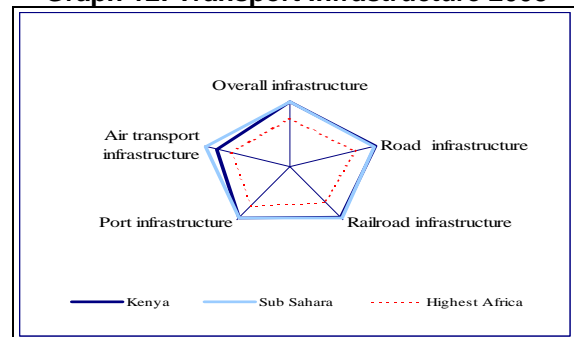 Overall infrastructure
Air transport
infrastructure
Road infrastructure
Port infrastructure
Railroad infrastructure
Kenya
Sub Sahara
Highest Africa